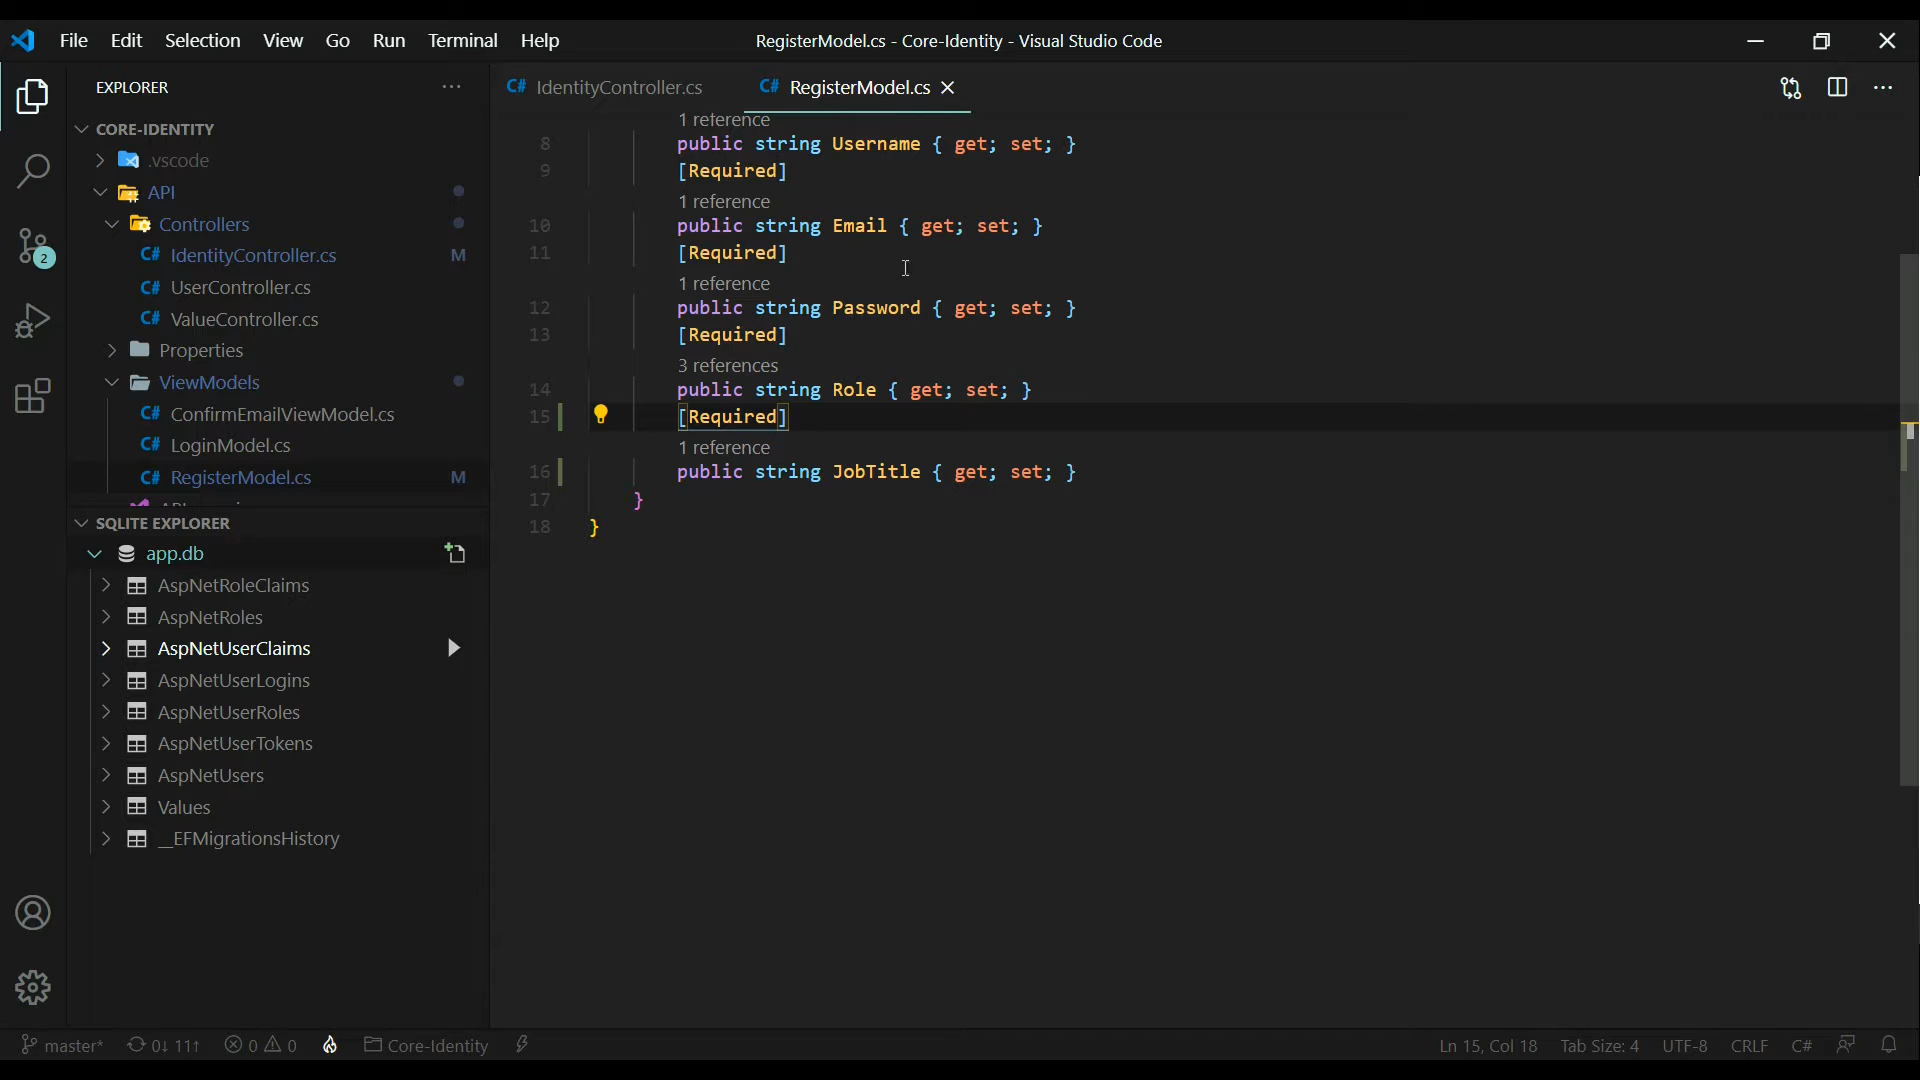 File Edit Selection View Go Run Terminal Help
RegisterModel.cs - Core-Identity - Visual Studio Code
EXPLORER
CORE-IDENTITY
.vscode
API
Controllers
C# IdentityController.cs M
C# UserController.cs
C# ValueController.cs
Properties
ViewModels
C# ConfirmEmailViewModel.cs
C# LoginModel.cs
C# RegisterModel.cs M
2
SQLITE EXPLORER
app.db
AspNetRoleClaims
AspNetRoles
AspNetUserClaims
AspNetUserLogins
AspNetUserRoles
AspNetUserTokens
AspNetUsers
Values
__EFMigrationsHistory
C# IdentityController.cs
C# RegisterModel.cs
1 reference
8 public string Username { get; set; }
9 [Required]
1 reference
10 public string Email { get; set; }
11 [Required]
1 reference
12 public string Password { get; set; }
13 [Required]
3 references
14 public string Role { get; set; }
15 [Required]
1 reference
16 public string JobTitle { get; set; }
17 }
18 }
master* 0↓ 11↑ 0 0 Core-Identity
Ln 15, Col 18 Tab Size: 4 UTF-8 CRLF C#